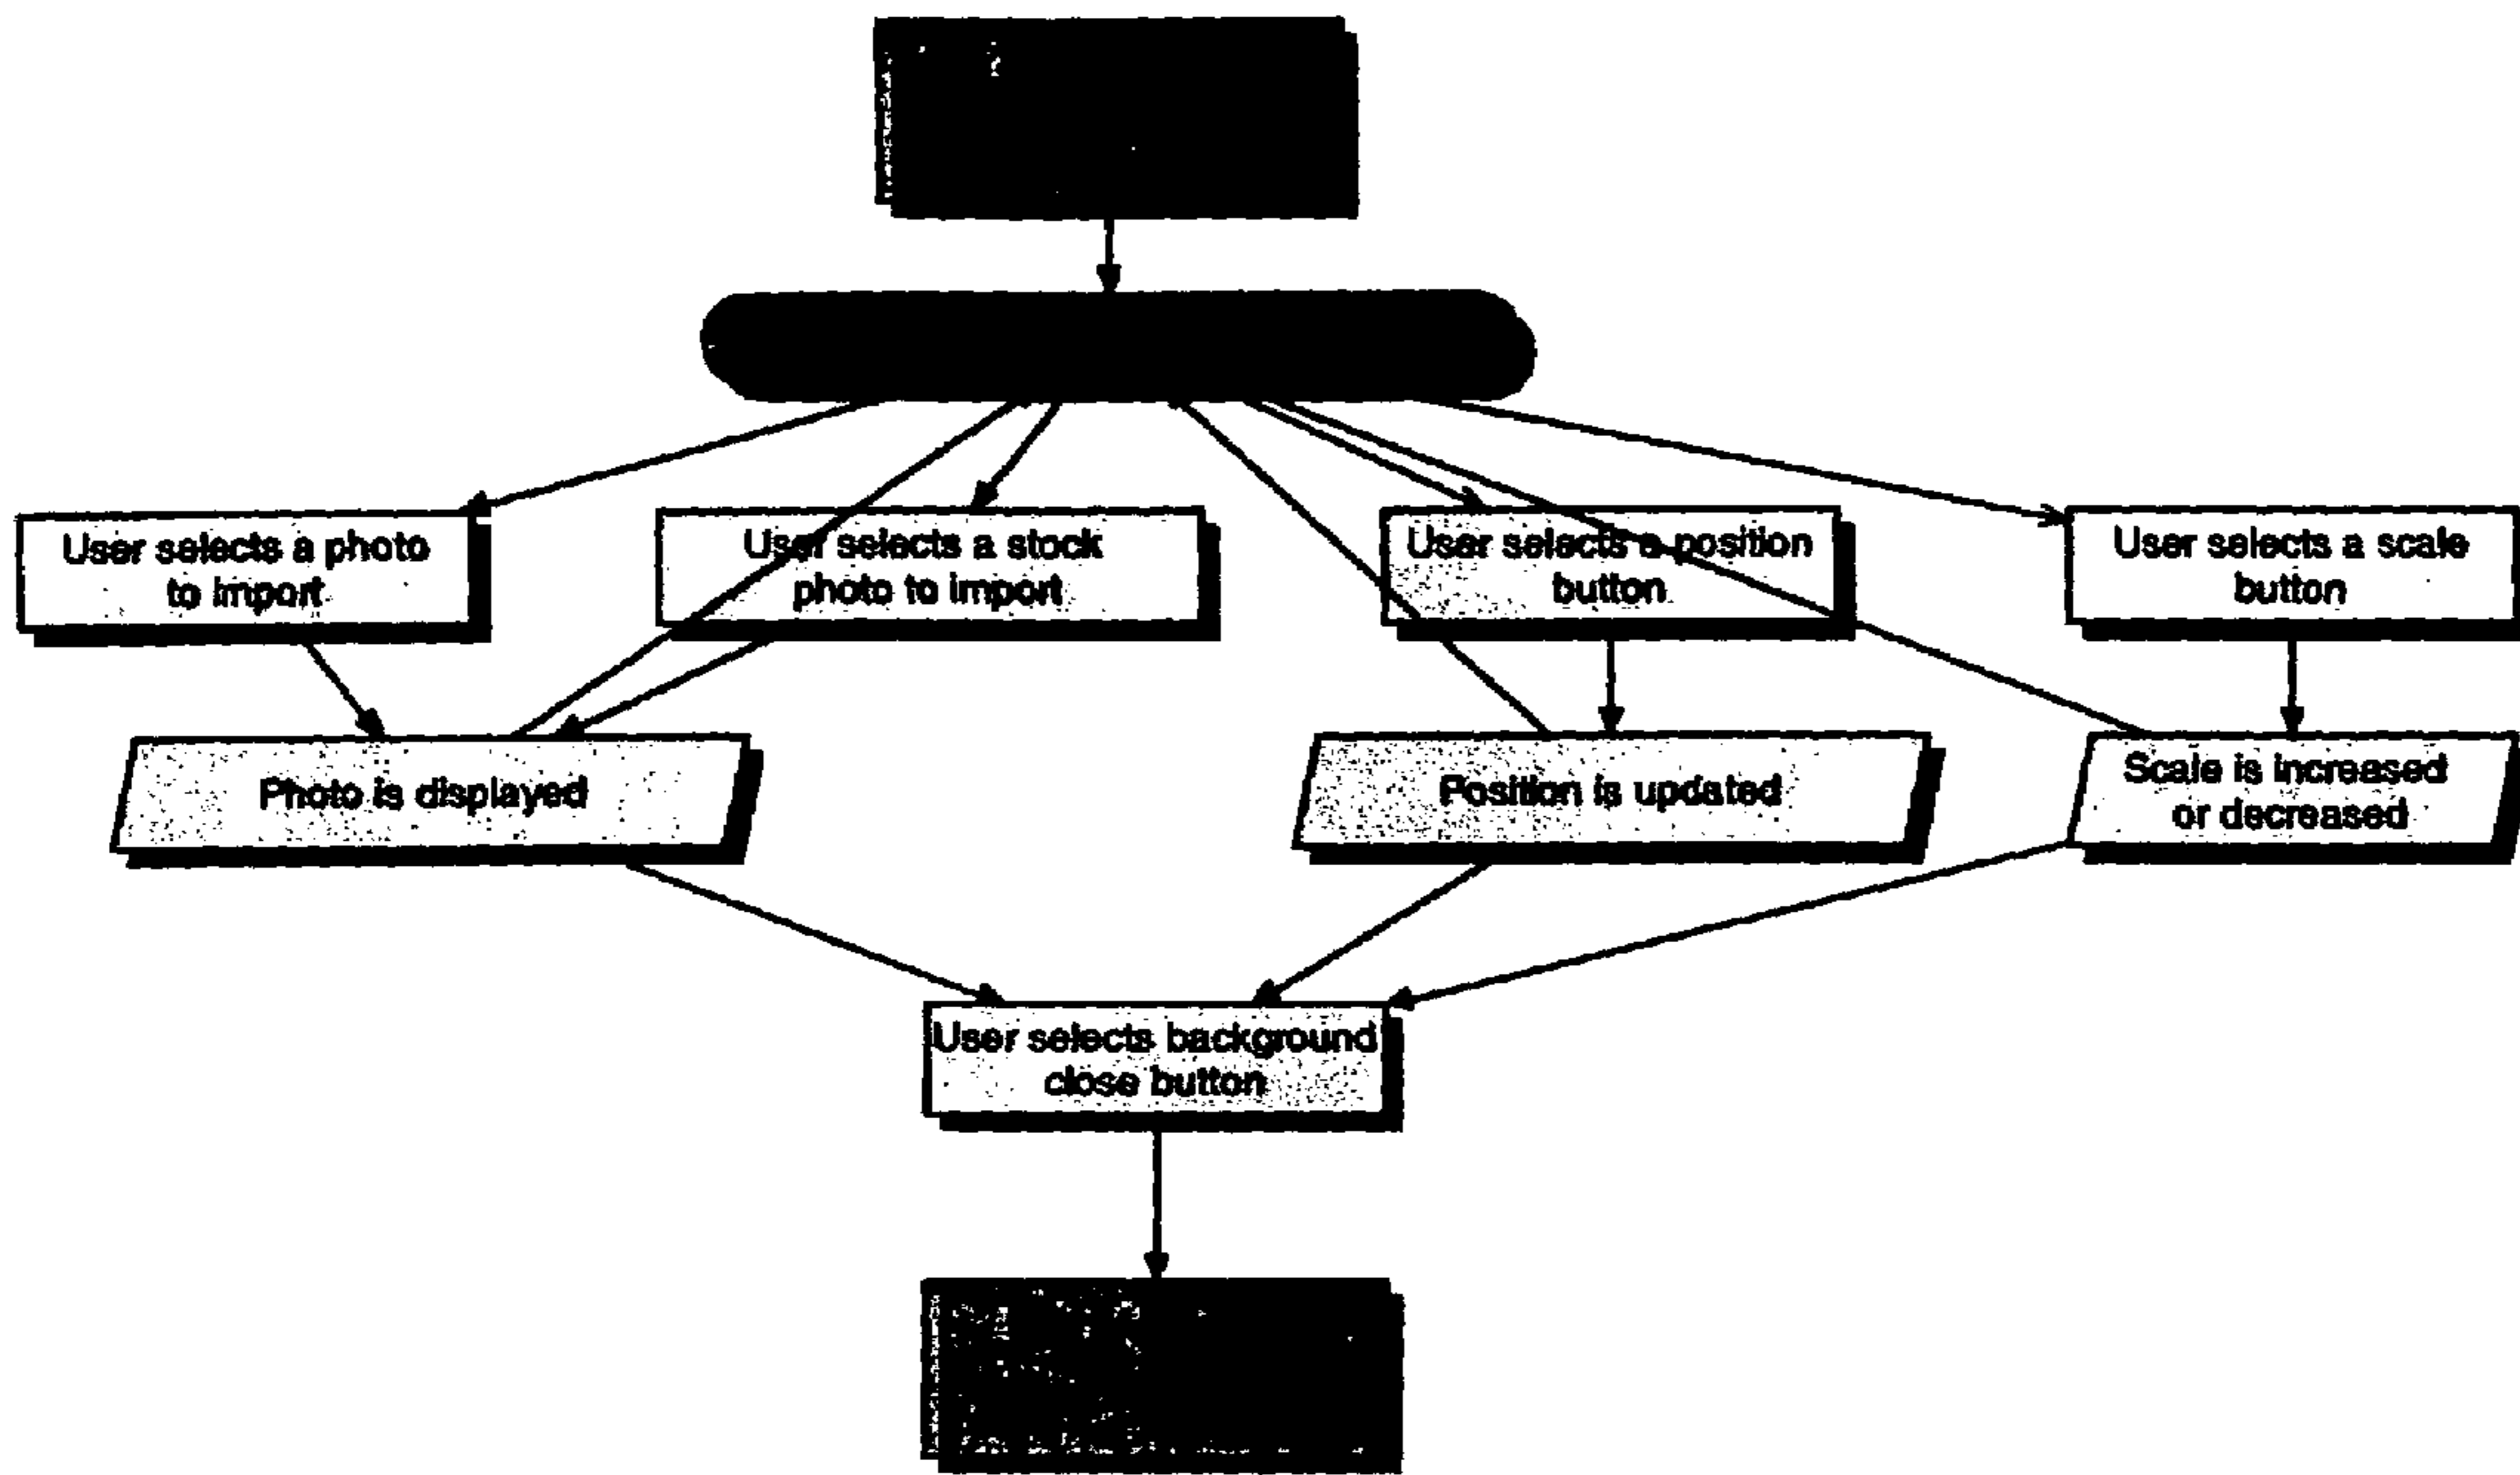 User selects a photo
to import
User selects a stock
photo to import
User selects a position
button
User selects a scale
button
Photo is displayed
Position is updated
Scale is increased
or decreased
User selects background
close button